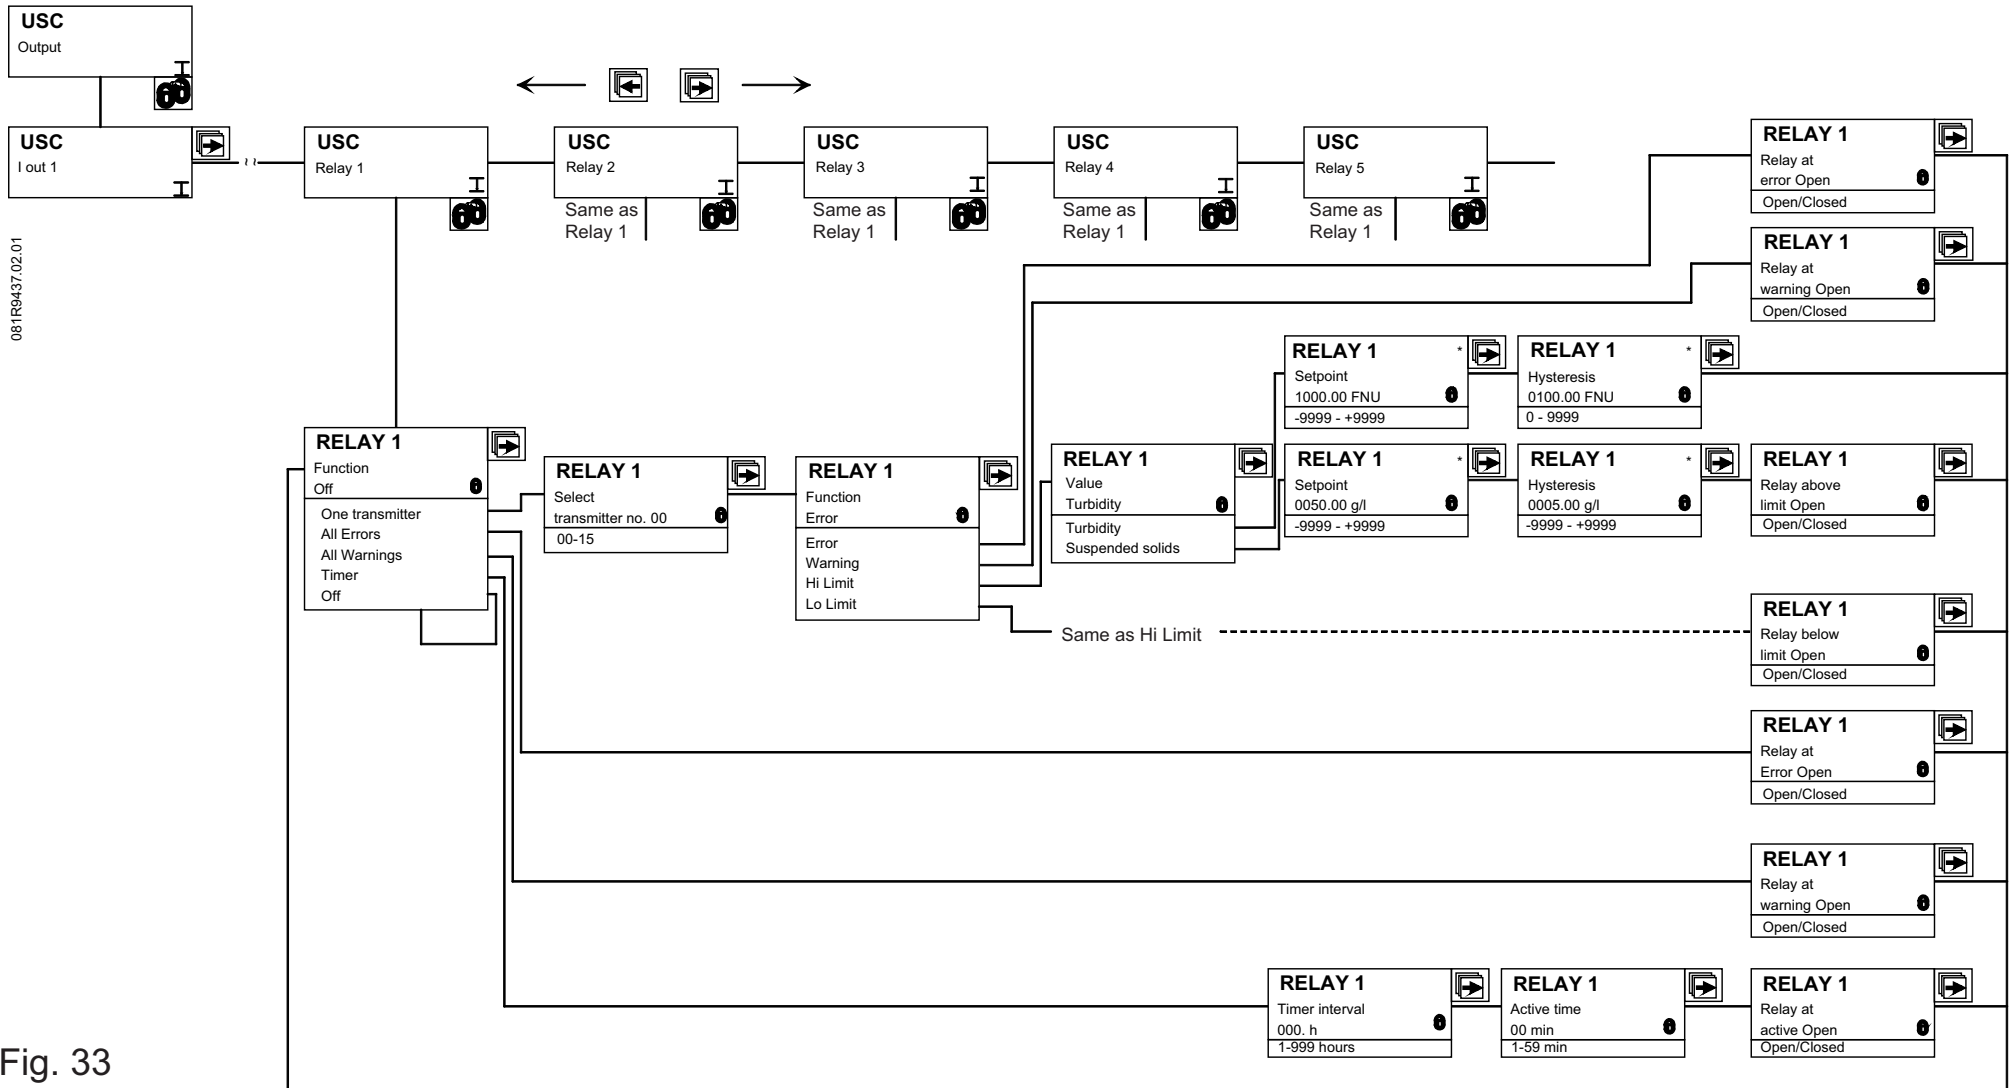 USC
Output
USC
I out 1
USC
Relay 1
USC
Relay 2
Same as
Relay 1
USC
Relay 3
Same as
Relay 1
USC
Relay 4
Same as
Relay 1
USC
Relay 5
Same as
Relay 1
081R9437.02.01
RELAY 1
Relay at
error Open
Open/Closed
RELAY 1
Relay at
warning Open
Open/Closed
RELAY 1 *
Setpoint
1000.00 FNU
-9999 - +9999
RELAY 1 *
Hysteresis
0100.00 FNU
0 - 9999
RELAY 1
Function
Off
One transmitter
All Errors
All Warnings
Timer
Off
RELAY 1
Select
transmitter no. 00
00-15
RELAY 1
Function
Error
Error
Warning
Hi Limit
Lo Limit
RELAY 1
Value
Turbidity
Turbidity
Suspended solids
RELAY 1 *
Setpoint
0050.00 g/l
-9999 - +9999
RELAY 1 *
Hysteresis
0005.00 g/l
-9999 - +9999
RELAY 1
Relay above
limit Open
Open/Closed
Same as Hi Limit
RELAY 1
Relay below
limit Open
Open/Closed
RELAY 1
Relay at
Error Open
Open/Closed
RELAY 1
Relay at
warning Open
Open/Closed
RELAY 1
Timer interval
000. h
1-999 hours
RELAY 1
Active time
00 min
1-59 min
RELAY 1
Relay at
active Open
Open/Closed
Fig. 33